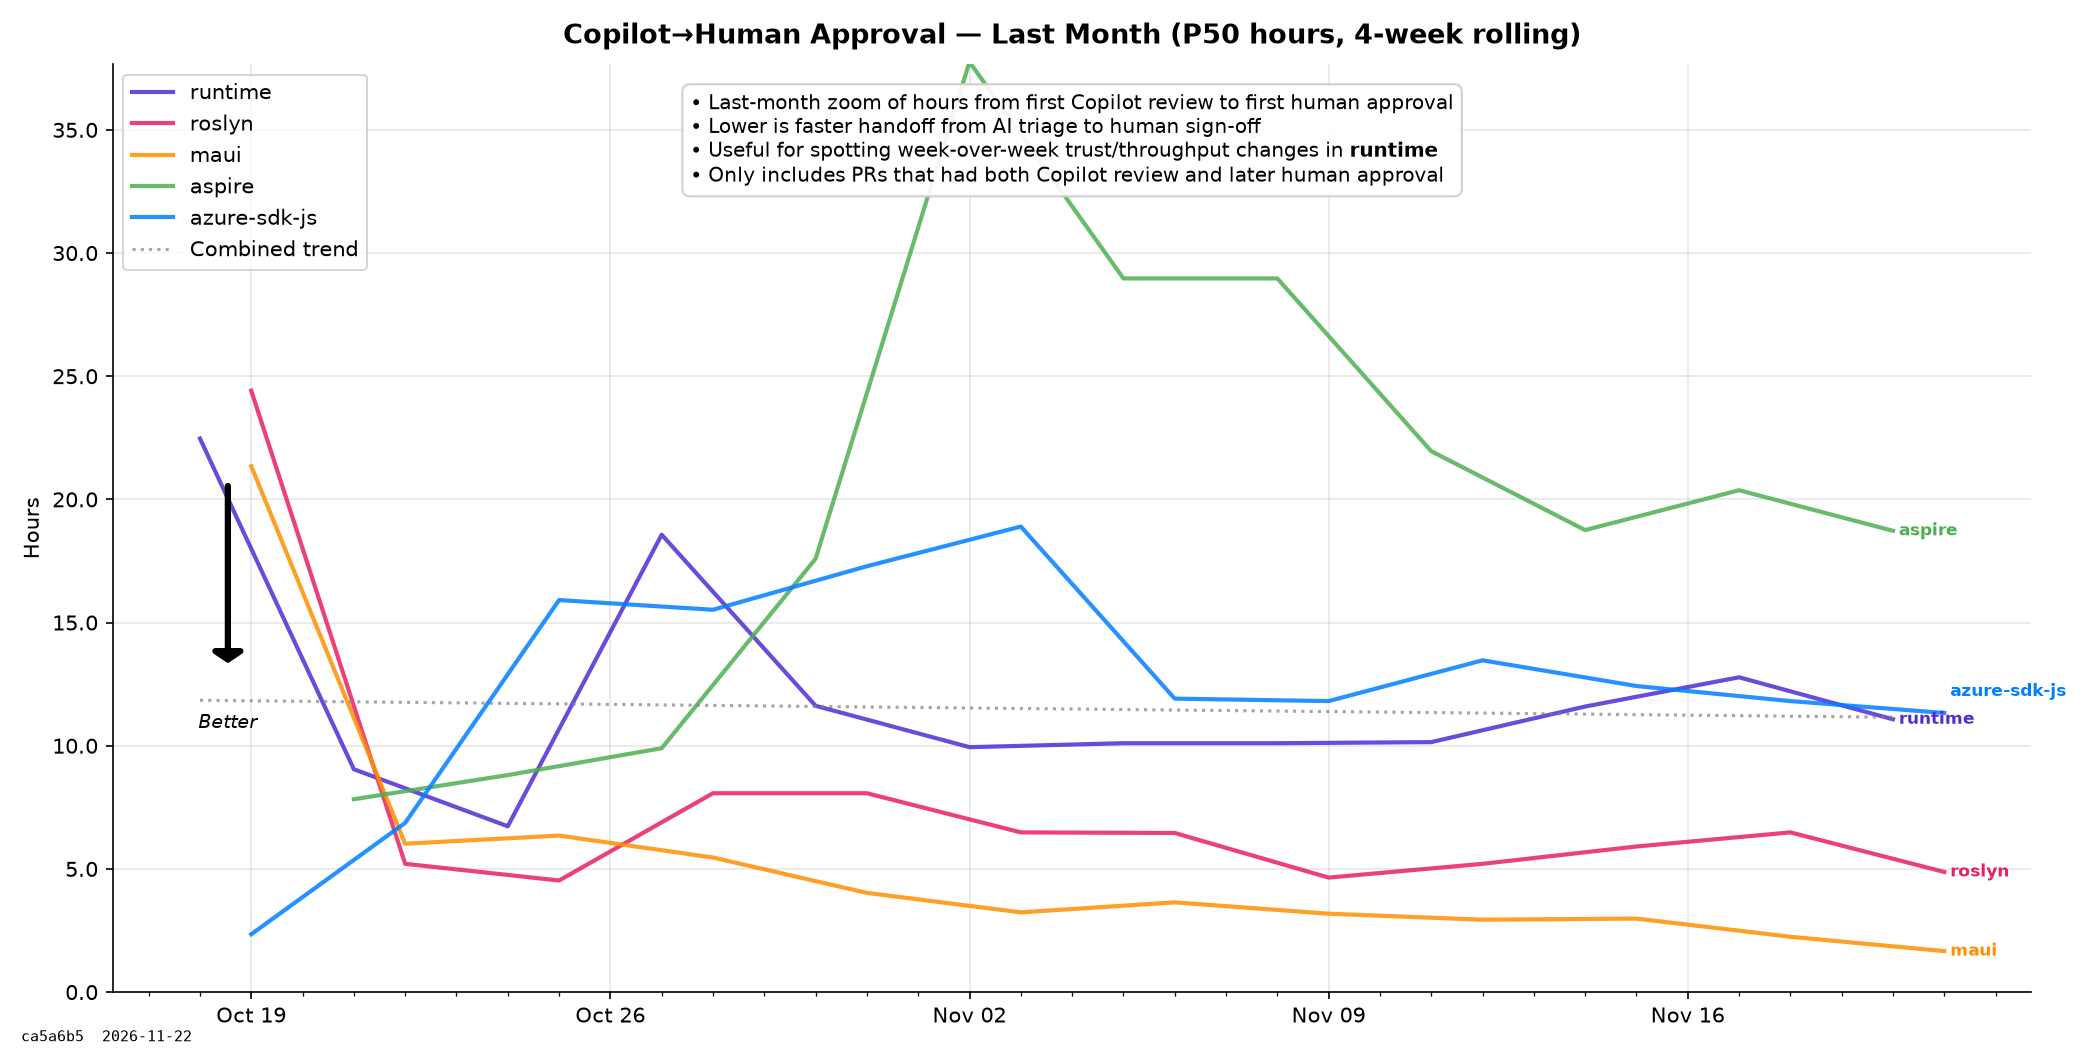 Copilot→Human Approval — Last Month (P50 hours, 4-week rolling)
runtime
roslyn
maui
aspire
azure-sdk-js
Combined trend
• Last-month zoom of hours from first Copilot review to first human approval
• Lower is faster handoff from AI triage to human sign-off
• Useful for spotting week-over-week trust/throughput changes in runtime
• Only includes PRs that had both Copilot review and later human approval
35.0
30.0
25.0
20.0
15.0
10.0
5.0
0.0
Hours
Better
aspire
azure-sdk-js
runtime
roslyn
maui
Oct 19
Oct 26
Nov 02
Nov 09
Nov 16
ca5a6b5  2026-11-22